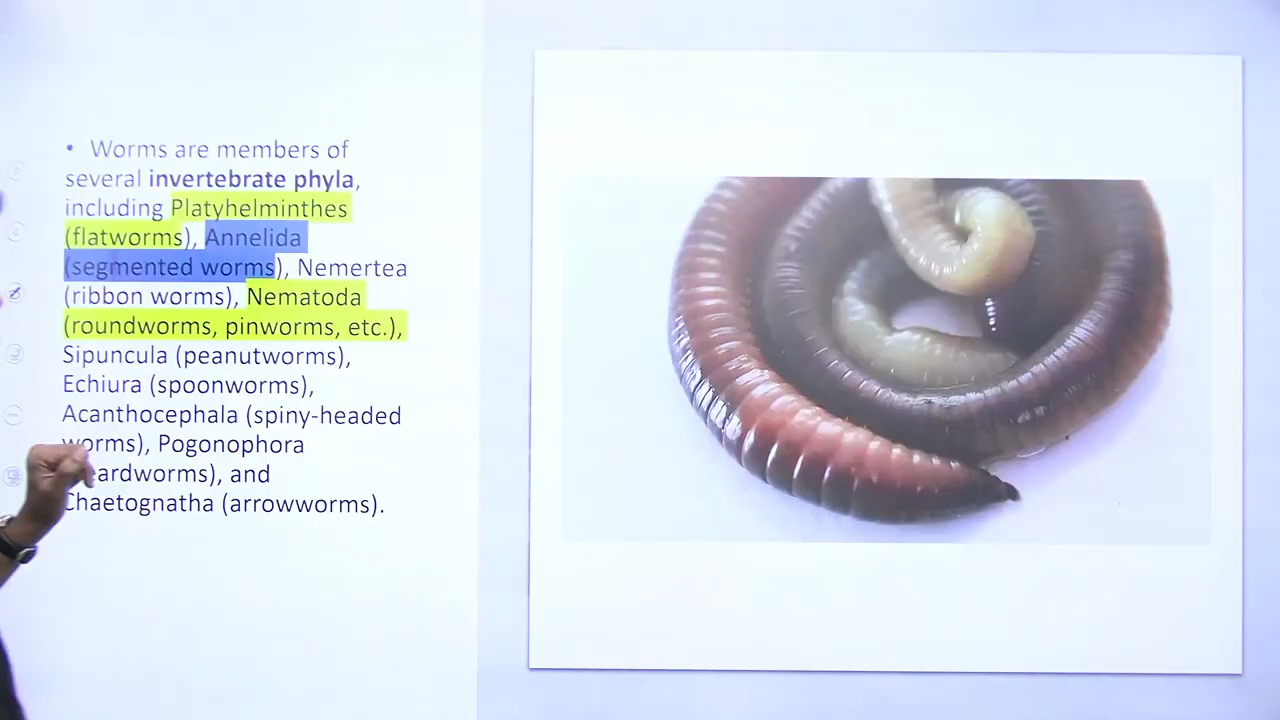 • Worms are members of
several invertebrate phyla,
including Platyhelminthes
(flatworms), Annelida
(segmented worms), Nemertea
(ribbon worms), Nematoda
(roundworms, pinworms, etc.),
Sipuncula (peanutworms),
Echiura (spoonworms),
Acanthocephala (spiny-headed
worms), Pogonophora
eardworms), and
Chaetognatha (arrowworms).